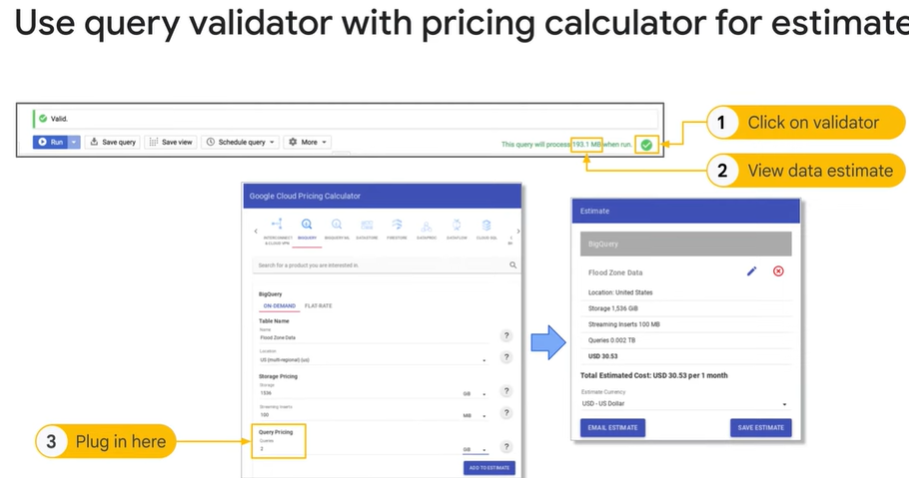 Use query validator with pricing calculator for estimate
Valid.
Run Save query Save view Schedule query More
This query will process 193.1 MB when run.
1 Click on validator
2 View data estimate
Google Cloud Pricing Calculator
INTERCONNECT & CLOUD VPN BIGQUERY BIGQUERY ML DATASTORE FIRESTORE DATAPROC DATAFLOW CLOUD SQL
Search for a product you are interested in.
BigQuery
ON-DEMAND FLAT-RATE
Table Name
Name
Flood Zone Data
?
Location
US (multi-regional) (us)
?
Storage Pricing
Storage
1536 GiB ?
Streaming Inserts
100 MB ?
Query Pricing
Queries
2 GiB ?
ADD TO ESTIMATE
3 Plug in here
Estimate
BigQuery
Flood Zone Data
Location: United States
Storage 1,536 GiB
Streaming Inserts 100 MB
Queries 0.002 TB
USD 30.53
Total Estimated Cost: USD 30.53 per 1 month
Estimate Currency
USD - US Dollar
EMAIL ESTIMATE SAVE ESTIMATE